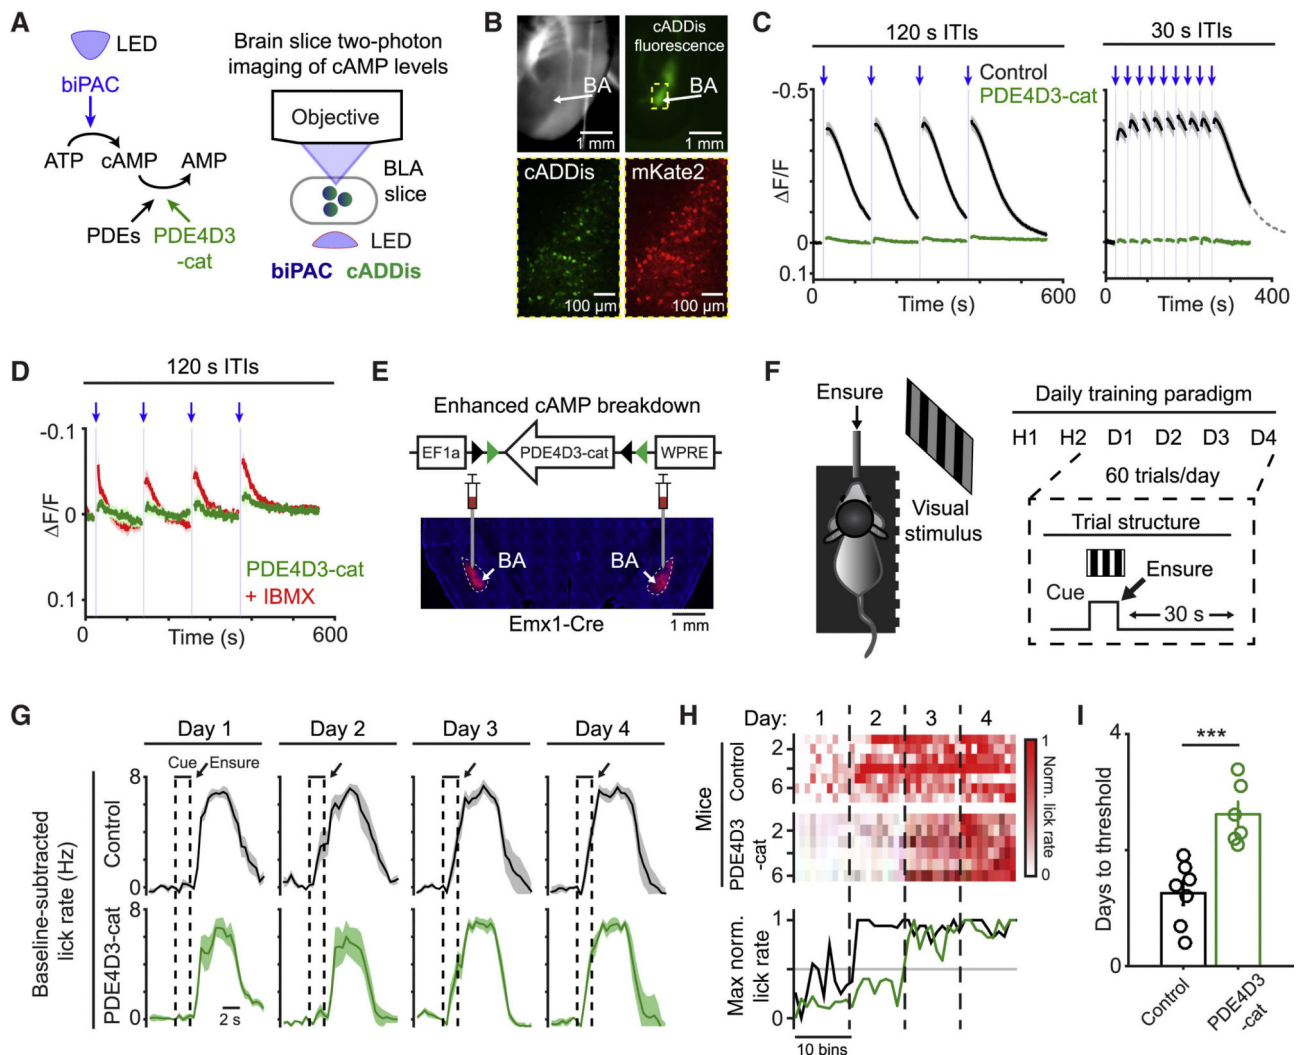 A
LED
biPAC
ATP
cAMP
AMP
PDEs
PDE4D3
-cat
Brain slice two-photon
imaging of cAMP levels
Objective
BLA
slice
LED
biPAC cADDis
B
BA
1 mm
cADDis
fluorescence
BA
1 mm
cADDis
100 µm
mKate2
100 µm
C
120 s ITIs
30 s ITIs
Control
PDE4D3-cat
-0.5
ΔF/F
0
0.1
0
600
Time (s)
0
400
Time (s)
D
120 s ITIs
-0.1
ΔF/F
0
0.1
PDE4D3-cat
+ IBMX
0
600
Time (s)
E
Enhanced cAMP breakdown
EF1a
PDE4D3-cat
WPRE
BA
BA
Emx1-Cre
1 mm
F
Ensure
Visual
stimulus
Daily training paradigm
H1 H2 D1 D2 D3 D4
60 trials/day
Trial structure
Ensure
Cue
30 s
G
Day 1
Day 2
Day 3
Day 4
Cue
Ensure
Baseline-subtracted
lick rate (Hz)
Control
8
0
PDE4D3-cat
8
0
2 s
H
Day: 1 2 3 4
Mice
Control
2
6
PDE4D3
-cat
2
6
1
Norm. lick rate
0
Max norm.
lick rate
1
0
10 bins
I
4
***
Days to threshold
0
Control
PDE4D3
-cat